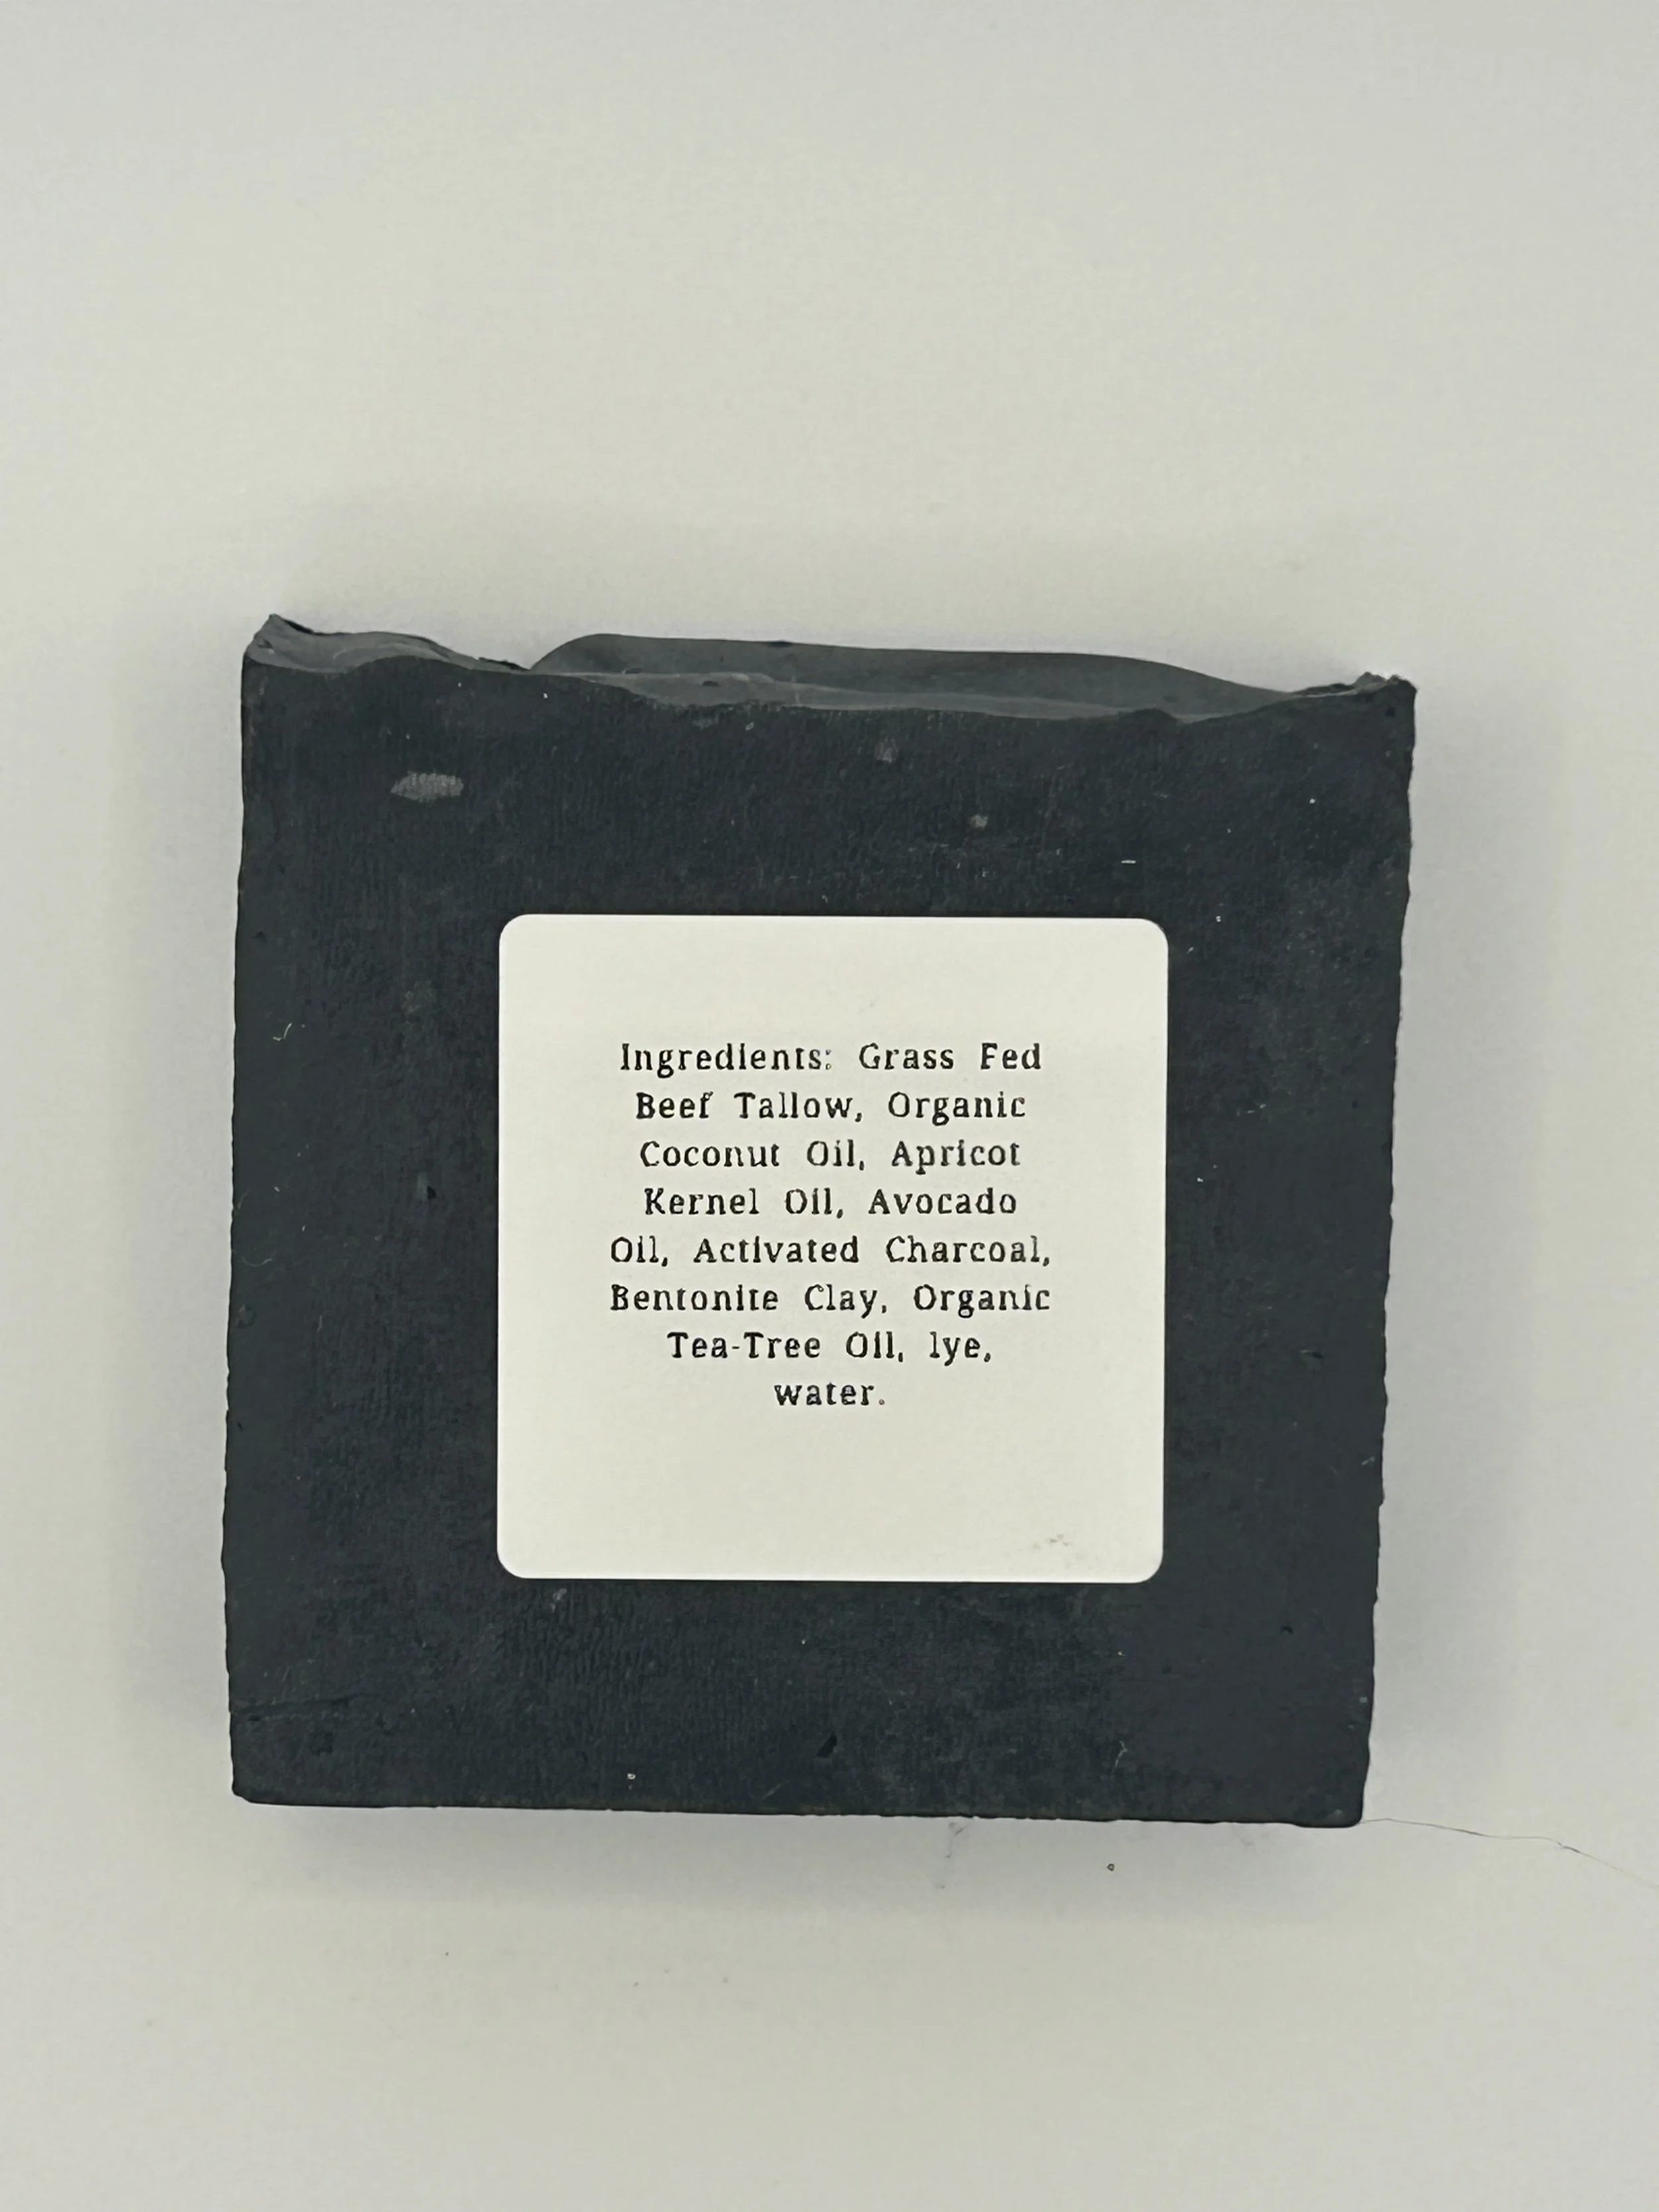 Ingredients: Grass Fed
Beef Tallow, Organic
Coconut Oil, Apricot
Kernel Oil, Avocado
Oil, Activated Charcoal,
Bentonite Clay, Organic
Tea-Tree Oil, lye,
water.